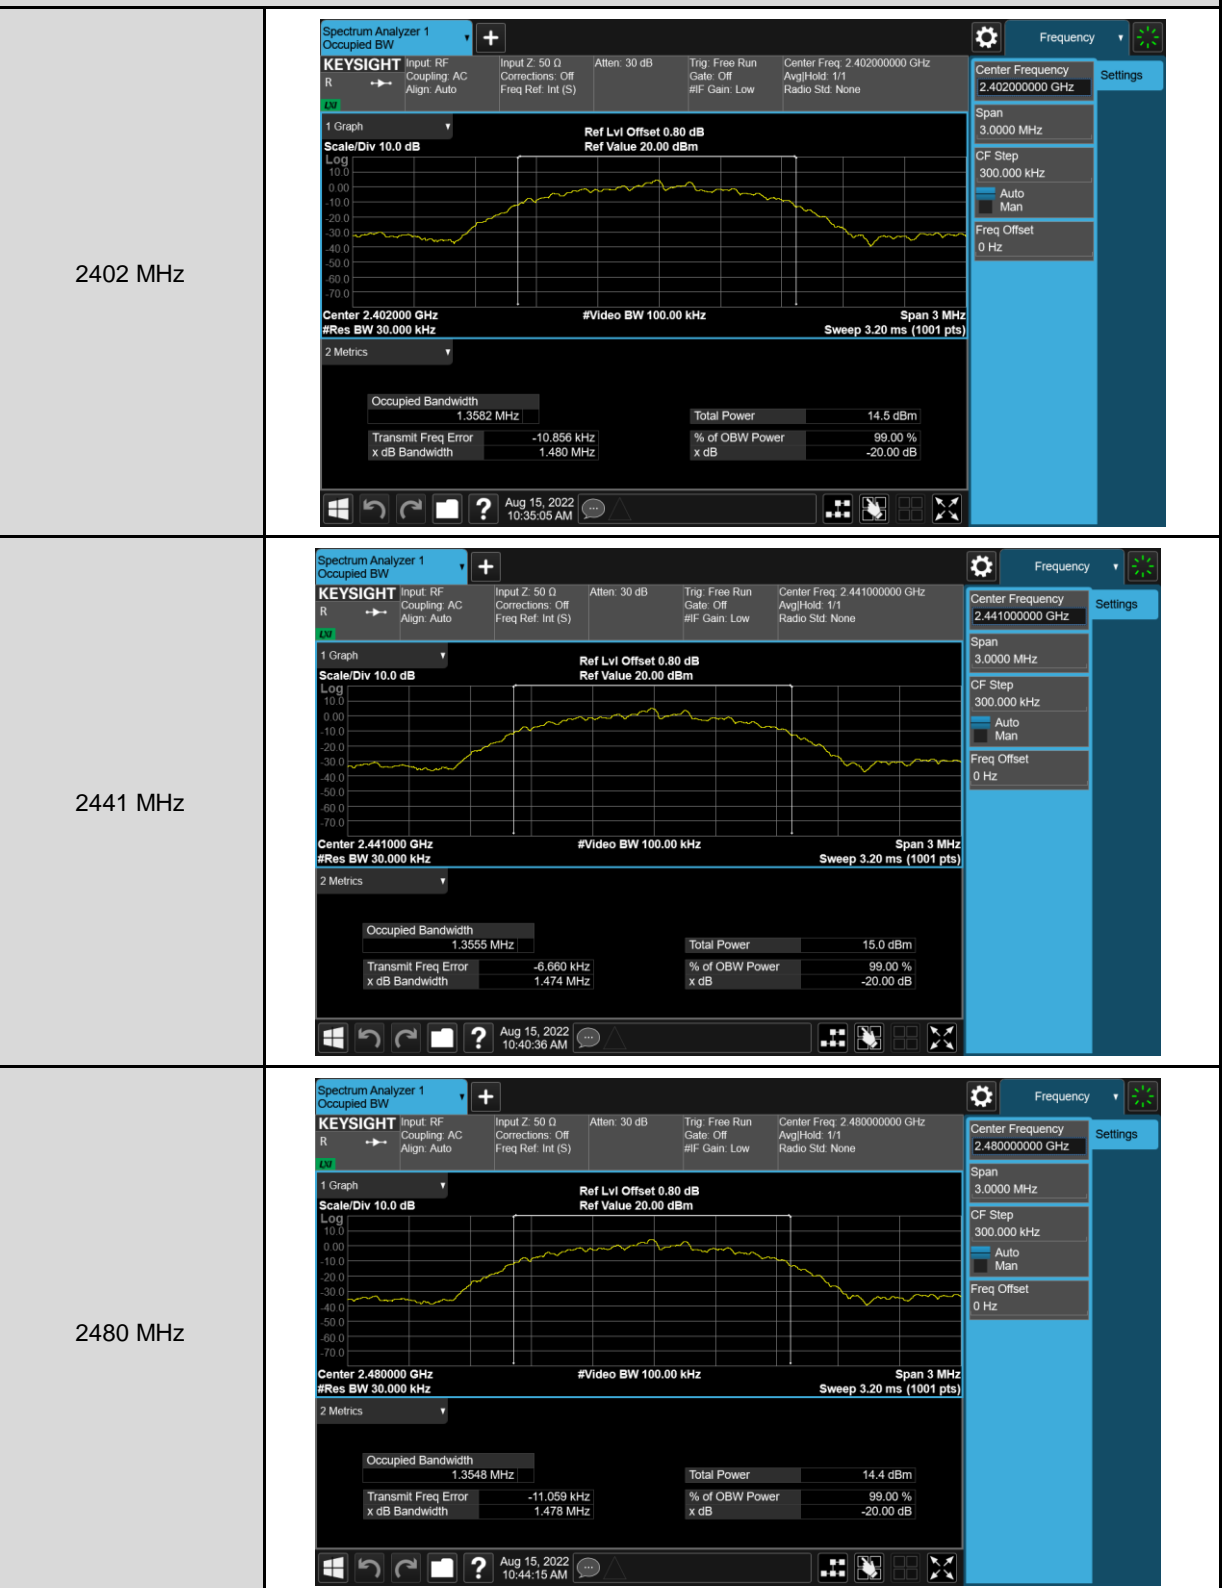 2402 MHz
Spectrum Analyzer 1
Occupied BW
Frequency
KEYSIGHT
R
LXI
Input: RF
Coupling: AC
Align: Auto
Input Z: 50 Ω
Corrections: Off
Freq Ref: Int (S)
Atten: 30 dB
Trig: Free Run
Gate: Off
#IF Gain: Low
Center Freq: 2.402000000 GHz
Avg|Hold: 1/1
Radio Std: None
Center Frequency
2.402000000 GHz
Settings
Span
3.0000 MHz
CF Step
300.000 kHz
Auto
Man
Freq Offset
0 Hz
1 Graph
Scale/Div 10.0 dB
Ref Lvl Offset 0.80 dB
Ref Value 20.00 dBm
Log
10.0
0.00
-10.0
-20.0
-30.0
-40.0
-50.0
-60.0
-70.0
Center 2.402000 GHz
#Video BW 100.00 kHz
Span 3 MHz
#Res BW 30.000 kHz
Sweep 3.20 ms (1001 pts)
2 Metrics
Occupied Bandwidth
1.3582 MHz
Total Power 14.5 dBm
Transmit Freq Error -10.856 kHz
% of OBW Power 99.00 %
x dB Bandwidth 1.480 MHz
x dB -20.00 dB
Aug 15, 2022
10:35:05 AM
2441 MHz
Spectrum Analyzer 1
Occupied BW
Frequency
KEYSIGHT
R
LXI
Input: RF
Coupling: AC
Align: Auto
Input Z: 50 Ω
Corrections: Off
Freq Ref: Int (S)
Atten: 30 dB
Trig: Free Run
Gate: Off
#IF Gain: Low
Center Freq: 2.441000000 GHz
Avg|Hold: 1/1
Radio Std: None
Center Frequency
2.441000000 GHz
Settings
Span
3.0000 MHz
CF Step
300.000 kHz
Auto
Man
Freq Offset
0 Hz
1 Graph
Scale/Div 10.0 dB
Ref Lvl Offset 0.80 dB
Ref Value 20.00 dBm
Log
10.0
0.00
-10.0
-20.0
-30.0
-40.0
-50.0
-60.0
-70.0
Center 2.441000 GHz
#Video BW 100.00 kHz
Span 3 MHz
#Res BW 30.000 kHz
Sweep 3.20 ms (1001 pts)
2 Metrics
Occupied Bandwidth
1.3555 MHz
Total Power 15.0 dBm
Transmit Freq Error -6.660 kHz
% of OBW Power 99.00 %
x dB Bandwidth 1.474 MHz
x dB -20.00 dB
Aug 15, 2022
10:40:36 AM
2480 MHz
Spectrum Analyzer 1
Occupied BW
Frequency
KEYSIGHT
R
LXI
Input: RF
Coupling: AC
Align: Auto
Input Z: 50 Ω
Corrections: Off
Freq Ref: Int (S)
Atten: 30 dB
Trig: Free Run
Gate: Off
#IF Gain: Low
Center Freq: 2.480000000 GHz
Avg|Hold: 1/1
Radio Std: None
Center Frequency
2.480000000 GHz
Settings
Span
3.0000 MHz
CF Step
300.000 kHz
Auto
Man
Freq Offset
0 Hz
1 Graph
Scale/Div 10.0 dB
Ref Lvl Offset 0.80 dB
Ref Value 20.00 dBm
Log
10.0
0.00
-10.0
-20.0
-30.0
-40.0
-50.0
-60.0
-70.0
Center 2.480000 GHz
#Video BW 100.00 kHz
Span 3 MHz
#Res BW 30.000 kHz
Sweep 3.20 ms (1001 pts)
2 Metrics
Occupied Bandwidth
1.3548 MHz
Total Power 14.4 dBm
Transmit Freq Error -11.059 kHz
% of OBW Power 99.00 %
x dB Bandwidth 1.478 MHz
x dB -20.00 dB
Aug 15, 2022
10:44:15 AM